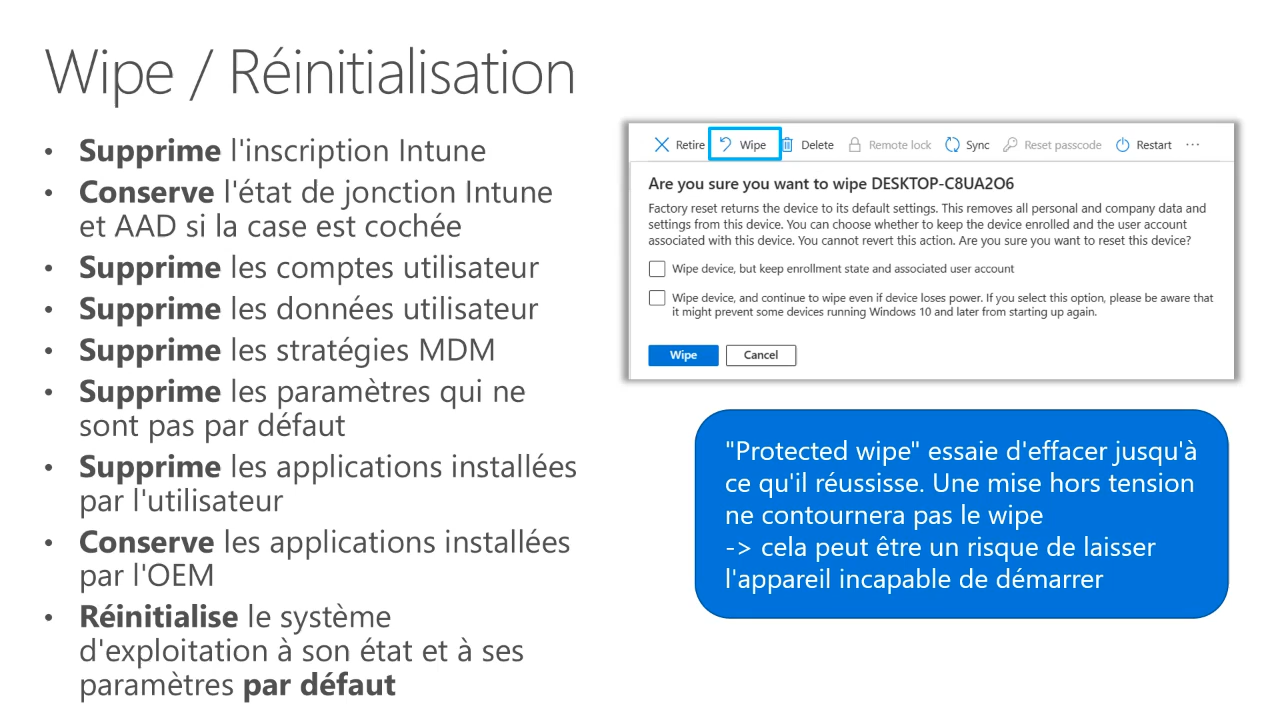 Wipe / Réinitialisation
• Supprime l'inscription Intune
• Conserve l'état de jonction Intune
et AAD si la case est cochée
• Supprime les comptes utilisateur
• Supprime les données utilisateur
• Supprime les stratégies MDM
• Supprime les paramètres qui ne
sont pas par défaut
• Supprime les applications installées
par l'utilisateur
• Conserve les applications installées
par l'OEM
• Réinitialise le système
d'exploitation à son état et à ses
paramètres par défaut
Retire Wipe Delete Remote lock Sync Reset passcode Restart ···
Are you sure you want to wipe DESKTOP-C8UA2O6
Factory reset returns the device to its default settings. This removes all personal and company data and
settings from this device. You can choose whether to keep the device enrolled and the user account
associated with this device. You cannot revert this action. Are you sure you want to reset this device?
Wipe device, but keep enrollment state and associated user account
Wipe device, and continue to wipe even if device loses power. If you select this option, please be aware that
it might prevent some devices running Windows 10 and later from starting up again.
Wipe Cancel
"Protected wipe" essaie d'effacer jusqu'à
ce qu'il réussisse. Une mise hors tension
ne contournera pas le wipe
-> cela peut être un risque de laisser
l'appareil incapable de démarrer